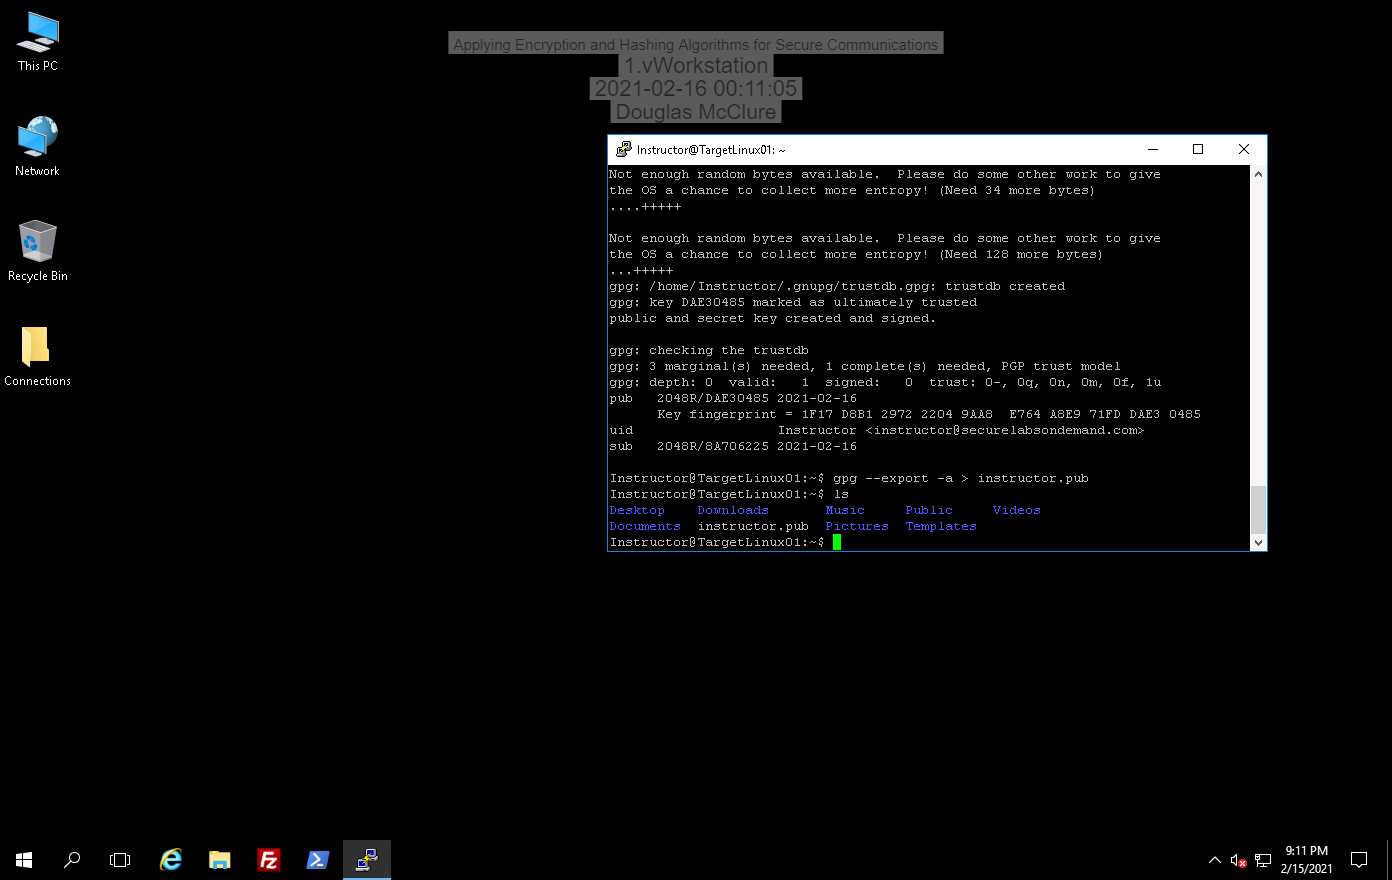 This PC
Network
Recycle Bin
Connections
Applying Encryption and Hashing Algorithms for Secure Communications
1.vWorkstation
2021-02-16 00:11:05
Douglas McClure
Instructor@TargetLinux01: ~
Not enough random bytes available.  Please do some other work to give
the OS a chance to collect more entropy! (Need 34 more bytes)
....+++++
Not enough random bytes available.  Please do some other work to give
the OS a chance to collect more entropy! (Need 128 more bytes)
...+++++
gpg: /home/Instructor/.gnupg/trustdb.gpg: trustdb created
gpg: key DAE30485 marked as ultimately trusted
public and secret key created and signed.
gpg: checking the trustdb
gpg: 3 marginal(s) needed, 1 complete(s) needed, PGP trust model
gpg: depth: 0  valid:   1  signed:   0  trust: 0-, 0q, 0n, 0m, 0f, 1u
pub   2048R/DAE30485 2021-02-16
      Key fingerprint = 1F17 D8B1 2972 2204 9AA8  E764 A8E9 71FD DAE3 0485
uid                  Instructor <instructor@securelabsondemand.com>
sub   2048R/8A706225 2021-02-16
Instructor@TargetLinux01:~$ gpg --export -a > instructor.pub
Instructor@TargetLinux01:~$ ls
Desktop    Downloads       Music     Public     Videos
Documents  instructor.pub  Pictures  Templates
Instructor@TargetLinux01:~$
9:11 PM
2/15/2021